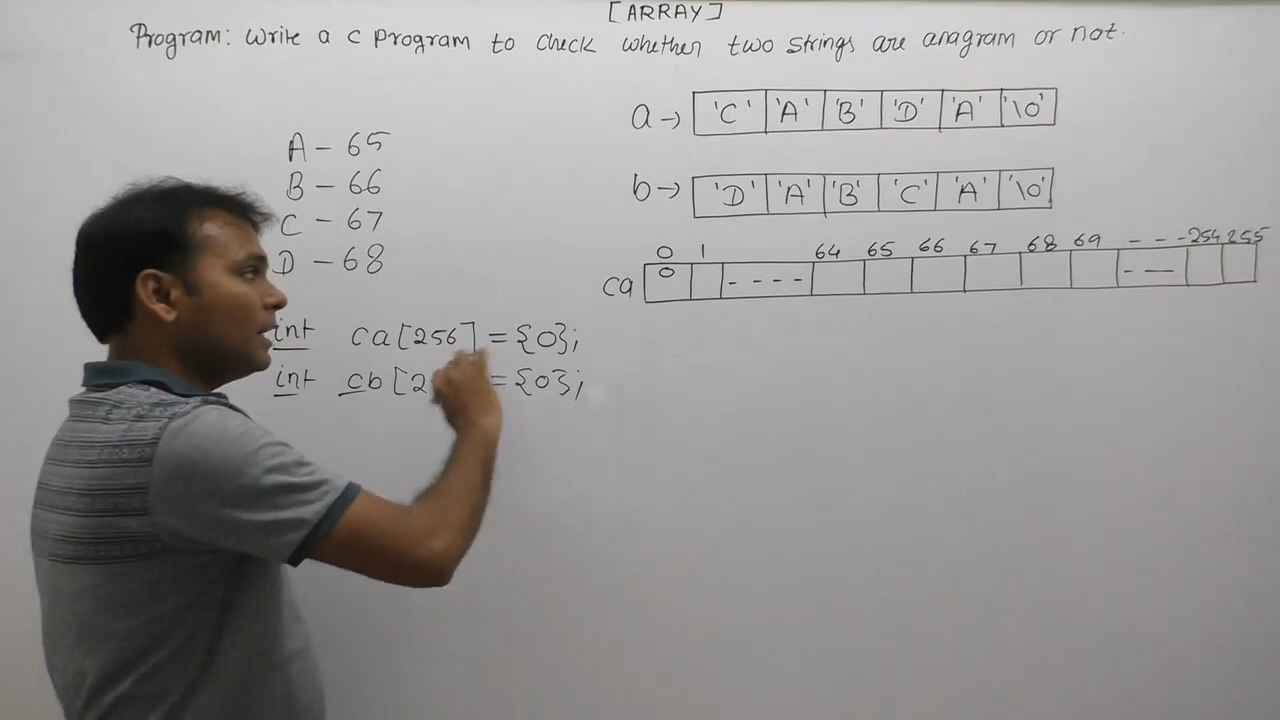 [ARRAY]
Program: Write a c program to check whether two strings are anagram or not.
a→ 'C' 'A' 'B' 'D' 'A' '\0'
b→ 'D' 'A' 'B' 'C' 'A' '\0'
0 1 64 65 66 67 68 69 - - - 254 255
ca 0 - - - - - —
A – 65
B – 66
C – 67
D – 68
int ca[256] = {0};
int cb[2 = {0};